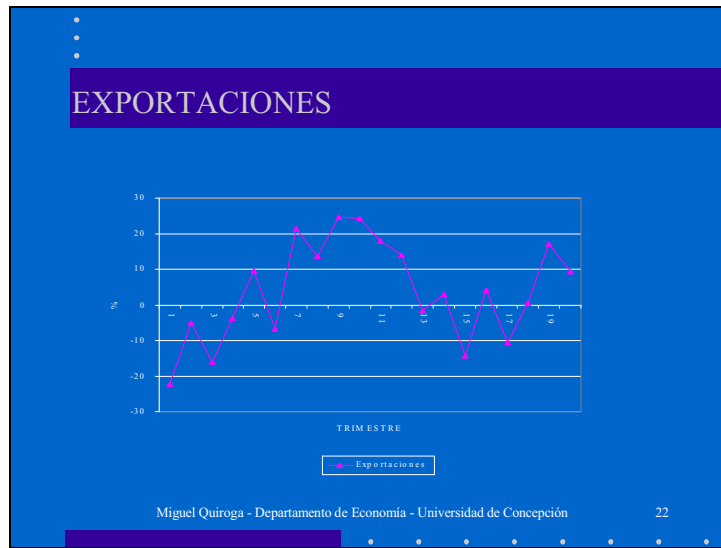 EXPORTACIONES
30
20
10
0
-10
-20
-30
%
1 3 5 7 9 11 13 15 17 19
TRIMESTRE
Exportaciones
Miguel Quiroga - Departamento de Economía - Universidad de Concepción 22